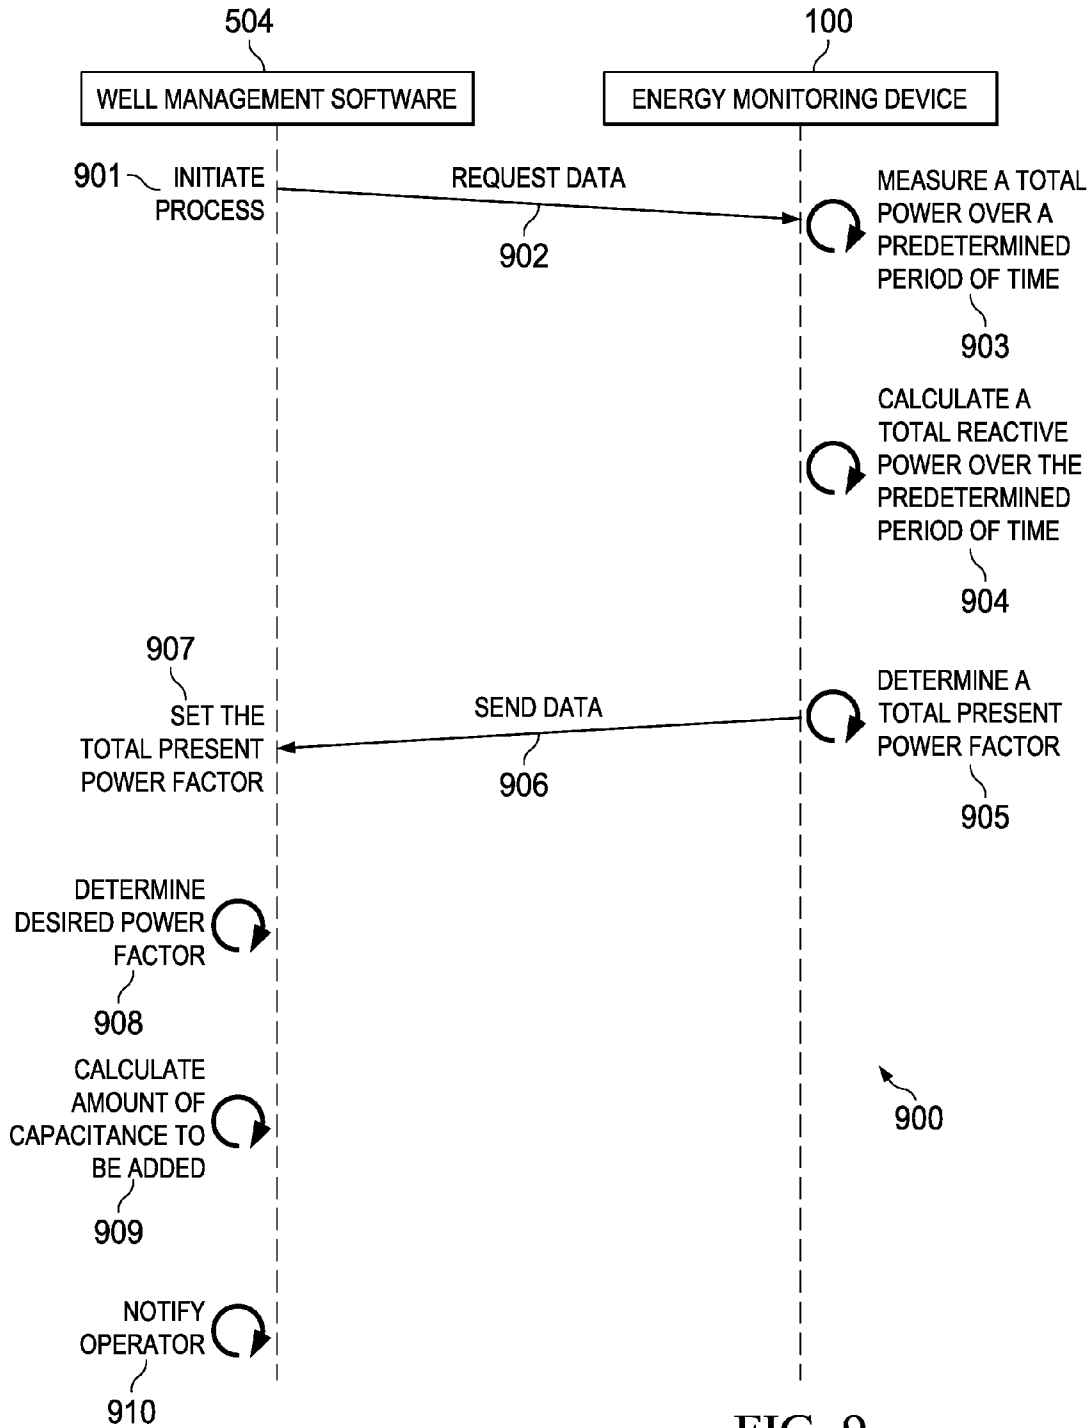 504
100
WELL MANAGEMENT SOFTWARE
ENERGY MONITORING DEVICE
901
INITIATE
PROCESS
REQUEST DATA
902
MEASURE A TOTAL
POWER OVER A
PREDETERMINED
PERIOD OF TIME
903
CALCULATE A
TOTAL REACTIVE
POWER OVER THE
PREDETERMINED
PERIOD OF TIME
904
907
SET THE
TOTAL PRESENT
POWER FACTOR
SEND DATA
906
DETERMINE A
TOTAL PRESENT
POWER FACTOR
905
DETERMINE
DESIRED POWER
FACTOR
908
CALCULATE
AMOUNT OF
CAPACITANCE TO
BE ADDED
909
900
NOTIFY
OPERATOR
910
FIG. 9